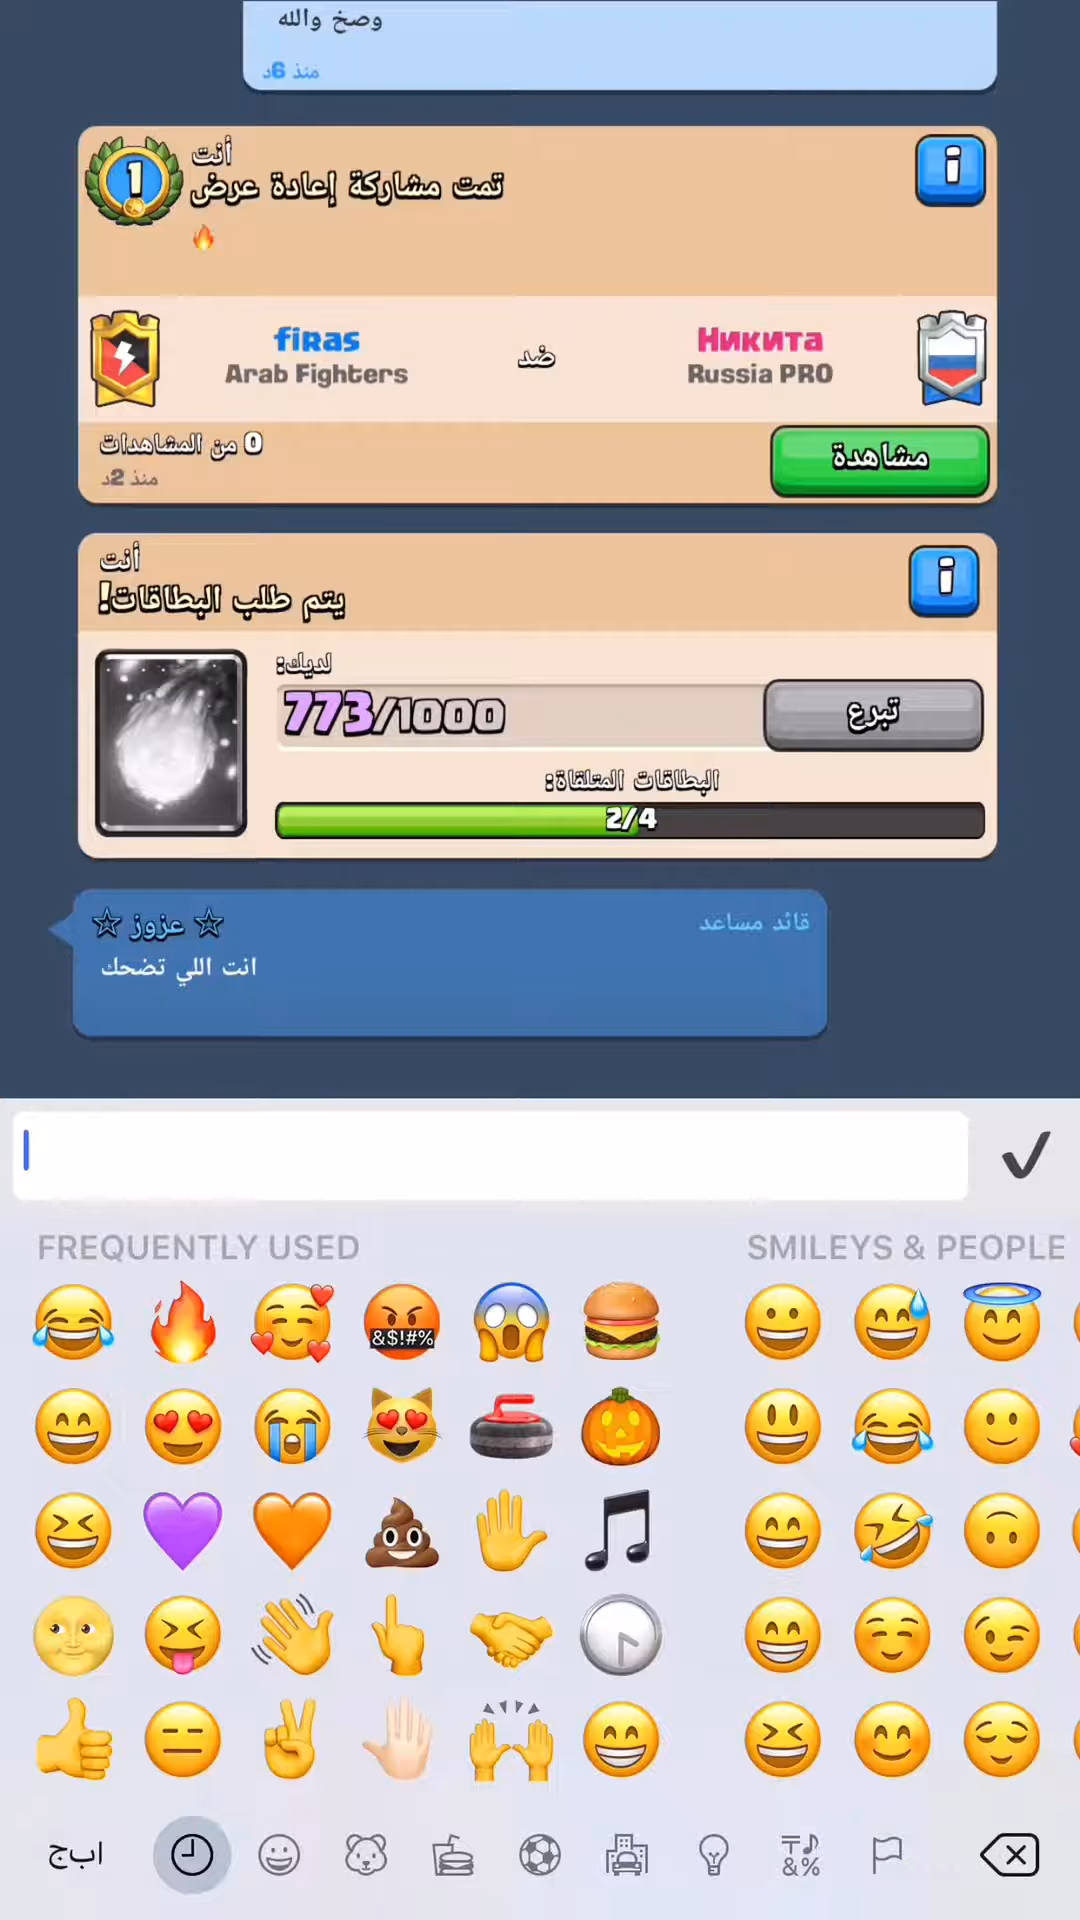 وصخ والله
منذ 6د
1
أنت
تمت مشاركة إعادة عرض
🔥
i
fiRas
Arab Fighters
ضد
Никита
Russia PRO
0 من المشاهدات
منذ 2د
مشاهدة
أنت
يتم طلب البطاقات!
i
لديك:
773/1000
تبرع
البطاقات المتلقاة:
2/4
☆ عزوز ☆
قائد مساعد
انت اللي تضحك
FREQUENTLY USED
SMILEYS & PEOPLE
&$!#%
ابج
&%